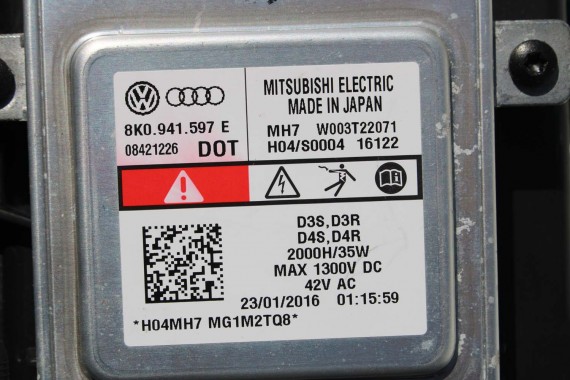 MITSUBISHI ELECTRIC
MADE IN JAPAN
8K0.941.597 E
08421226 DOT
MH7 W003T22071
H04/S0004 16122
D3S,D3R
D4S,D4R
2000H/35W
MAX 1300V DC
42V AC
23/01/2016 01:15:59
*H04MH7 MG1M2TQ8*